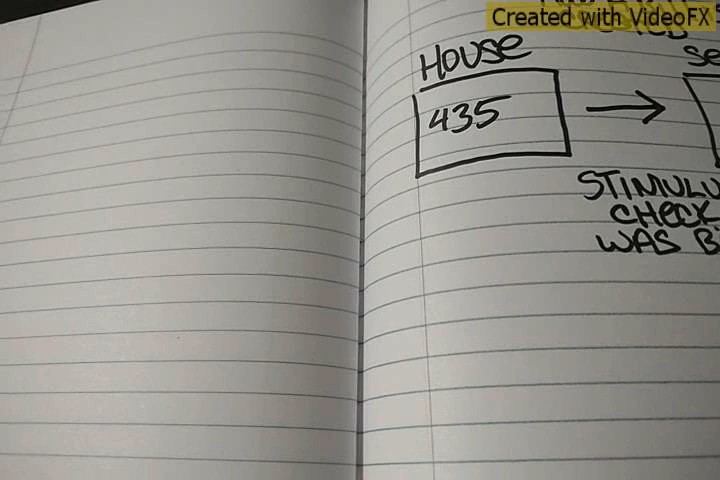 Created with VideoFX
HOUSE
435
STIMULU
CHECK
WAS B